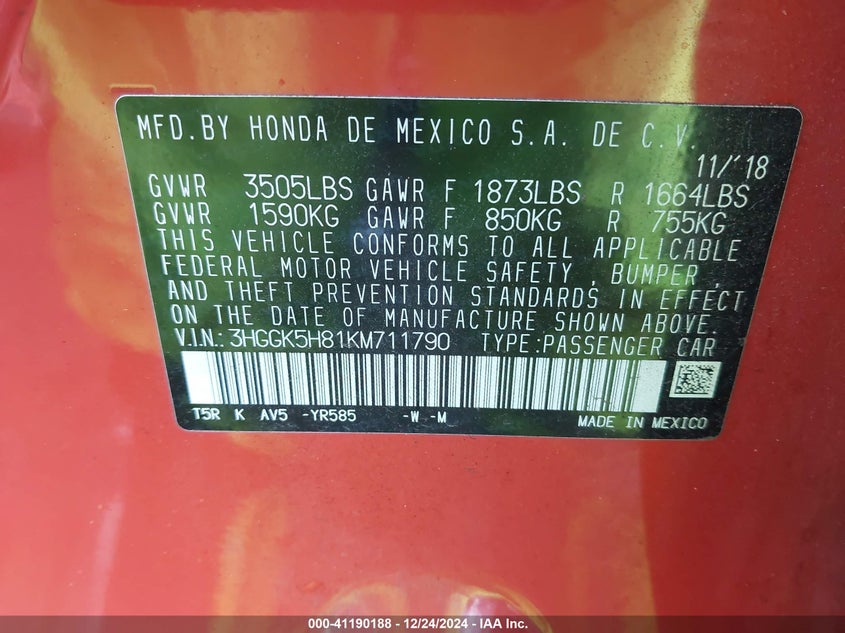 MFD.BY HONDA DE MEXICO S.A. DE C.V.
11/'18
GVWR 3505LBS GAWR F 1873LBS R 1664LBS
GVWR 1590KG GAWR F 850KG R 755KG
THIS VEHICLE CONFORMS TO ALL APPLICABLE
FEDERAL MOTOR VEHICLE SAFETY, BUMPER,
AND THEFT PREVENTION STANDARDS IN EFFECT
ON THE DATE OF MANUFACTURE SHOWN ABOVE.
V.I.N.: 3HGGK5H81KM711790 TYPE:PASSENGER CAR
T5R K AV5 -YR585 -W -M
MADE IN MEXICO
000-41190188 - 12/24/2024 - IAA Inc.